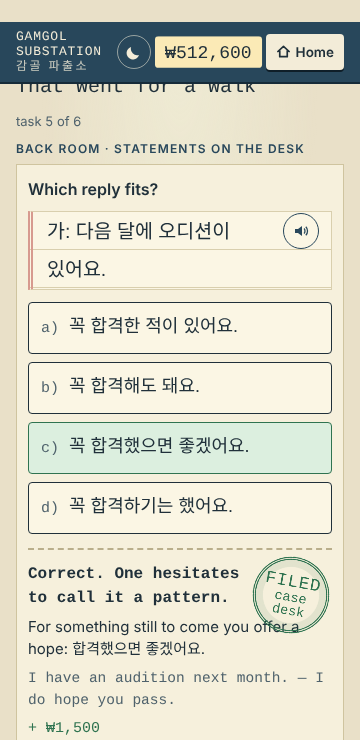 GAMGOL
SUBSTATION
감골 파출소
₩512,600
Home
That went for a walk
task 5 of 6
BACK ROOM · STATEMENTS ON THE DESK
Which reply fits?
가: 다음 달에 오디션이
있어요.
a) 꼭 합격한 적이 있어요.
b) 꼭 합격해도 돼요.
c) 꼭 합격했으면 좋겠어요.
d) 꼭 합격하기는 했어요.
Correct. One hesitates
to call it a pattern.
FILED
case
desk
For something still to come you offer a
hope: 합격했으면 좋겠어요.
I have an audition next month. — I
do hope you pass.
+ ₩1,500